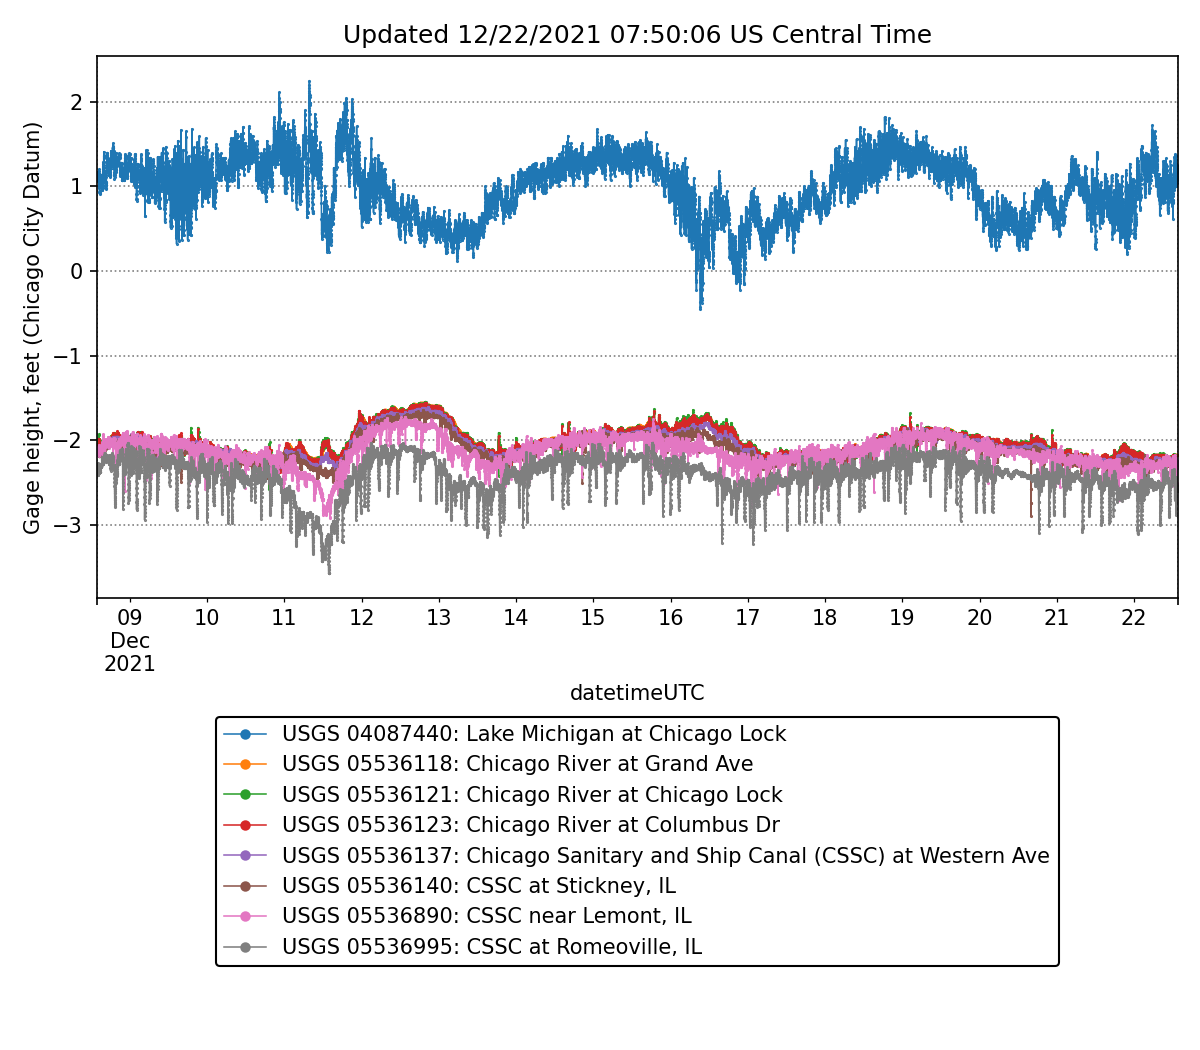 Updated 12/22/2021 07:50:06 US Central Time
Gage height, feet (Chicago City Datum)
2
1
0
−1
−2
−3
09 10 11 12 13 14 15 16 17 18 19 20 21 22
Dec
2021
datetimeUTC
USGS 04087440: Lake Michigan at Chicago Lock
USGS 05536118: Chicago River at Grand Ave
USGS 05536121: Chicago River at Chicago Lock
USGS 05536123: Chicago River at Columbus Dr
USGS 05536137: Chicago Sanitary and Ship Canal (CSSC) at Western Ave
USGS 05536140: CSSC at Stickney, IL
USGS 05536890: CSSC near Lemont, IL
USGS 05536995: CSSC at Romeoville, IL